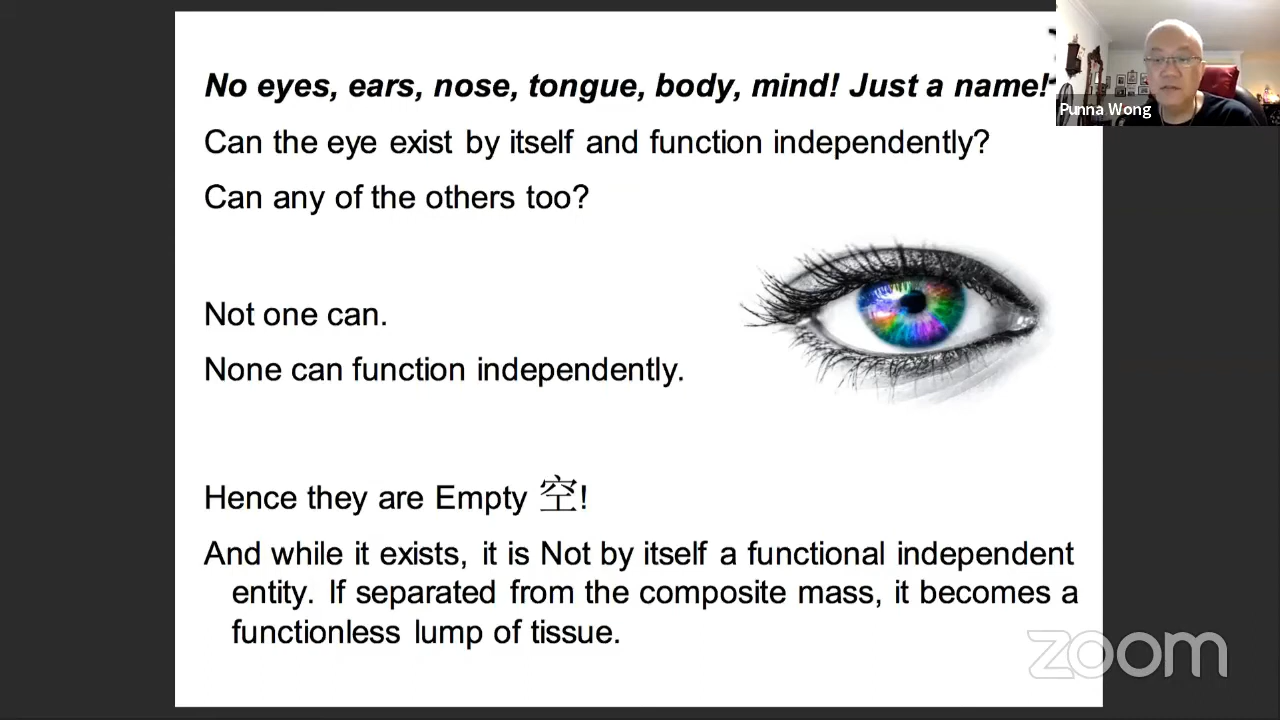 No eyes, ears, nose, tongue, body, mind! Just a name!
Punna Wong
Can the eye exist by itself and function independently?
Can any of the others too?
Not one can.
None can function independently.
Hence they are Empty 空!
And while it exists, it is Not by itself a functional independent
entity. If separated from the composite mass, it becomes a
functionless lump of tissue.
zoom